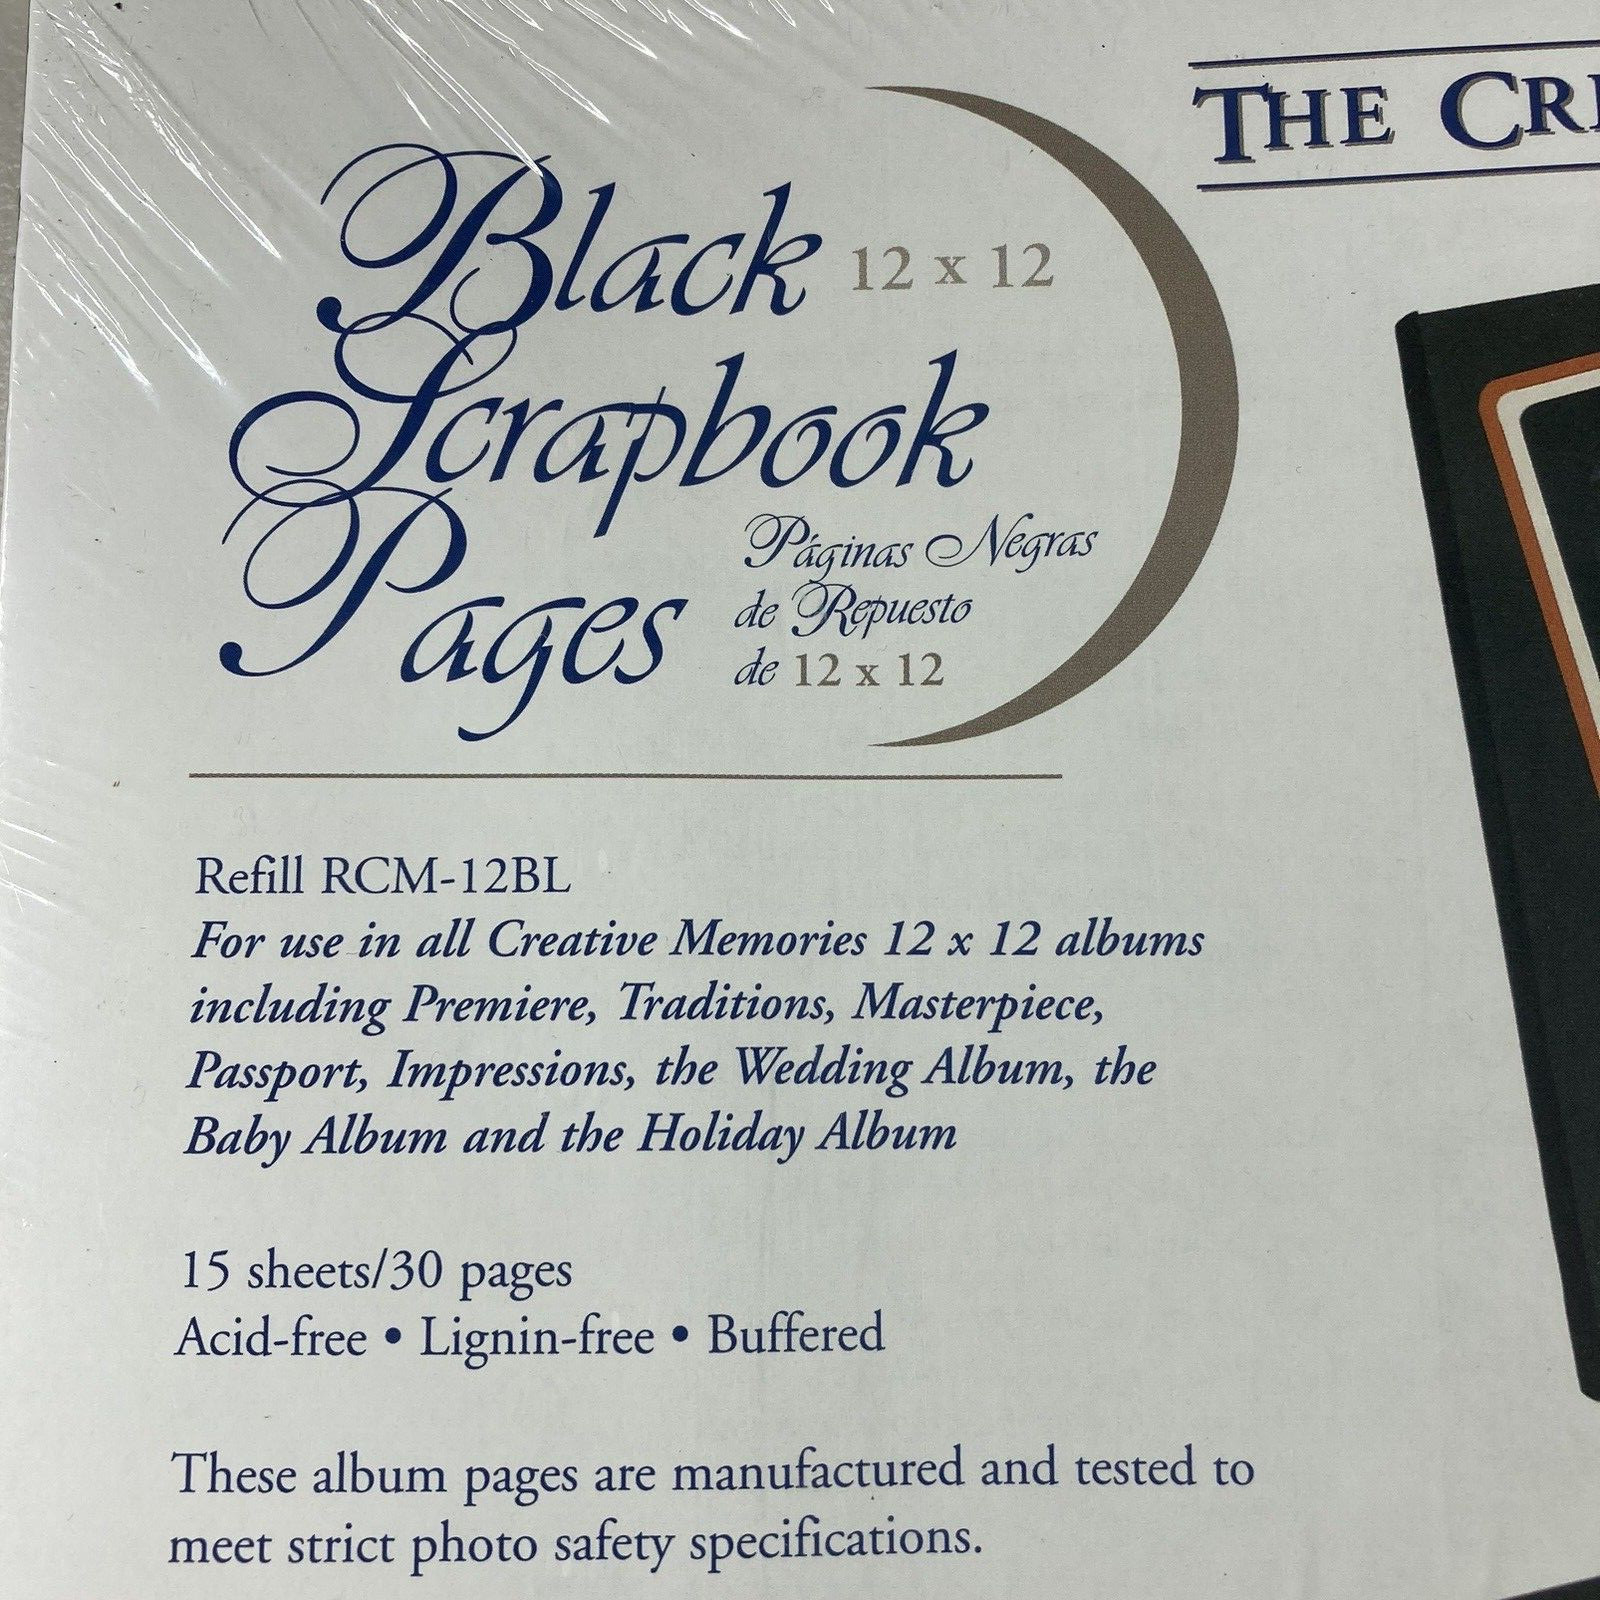 THE CRE
Black 12 x 12
Scrapbook
Pages
Páginas Negras
de Repuesto
de 12 x 12
Refill RCM-12BL
For use in all Creative Memories 12 x 12 albums
including Premiere, Traditions, Masterpiece,
Passport, Impressions, the Wedding Album, the
Baby Album and the Holiday Album
15 sheets/30 pages
Acid-free • Lignin-free • Buffered
These album pages are manufactured and tested to
meet strict photo safety specifications.